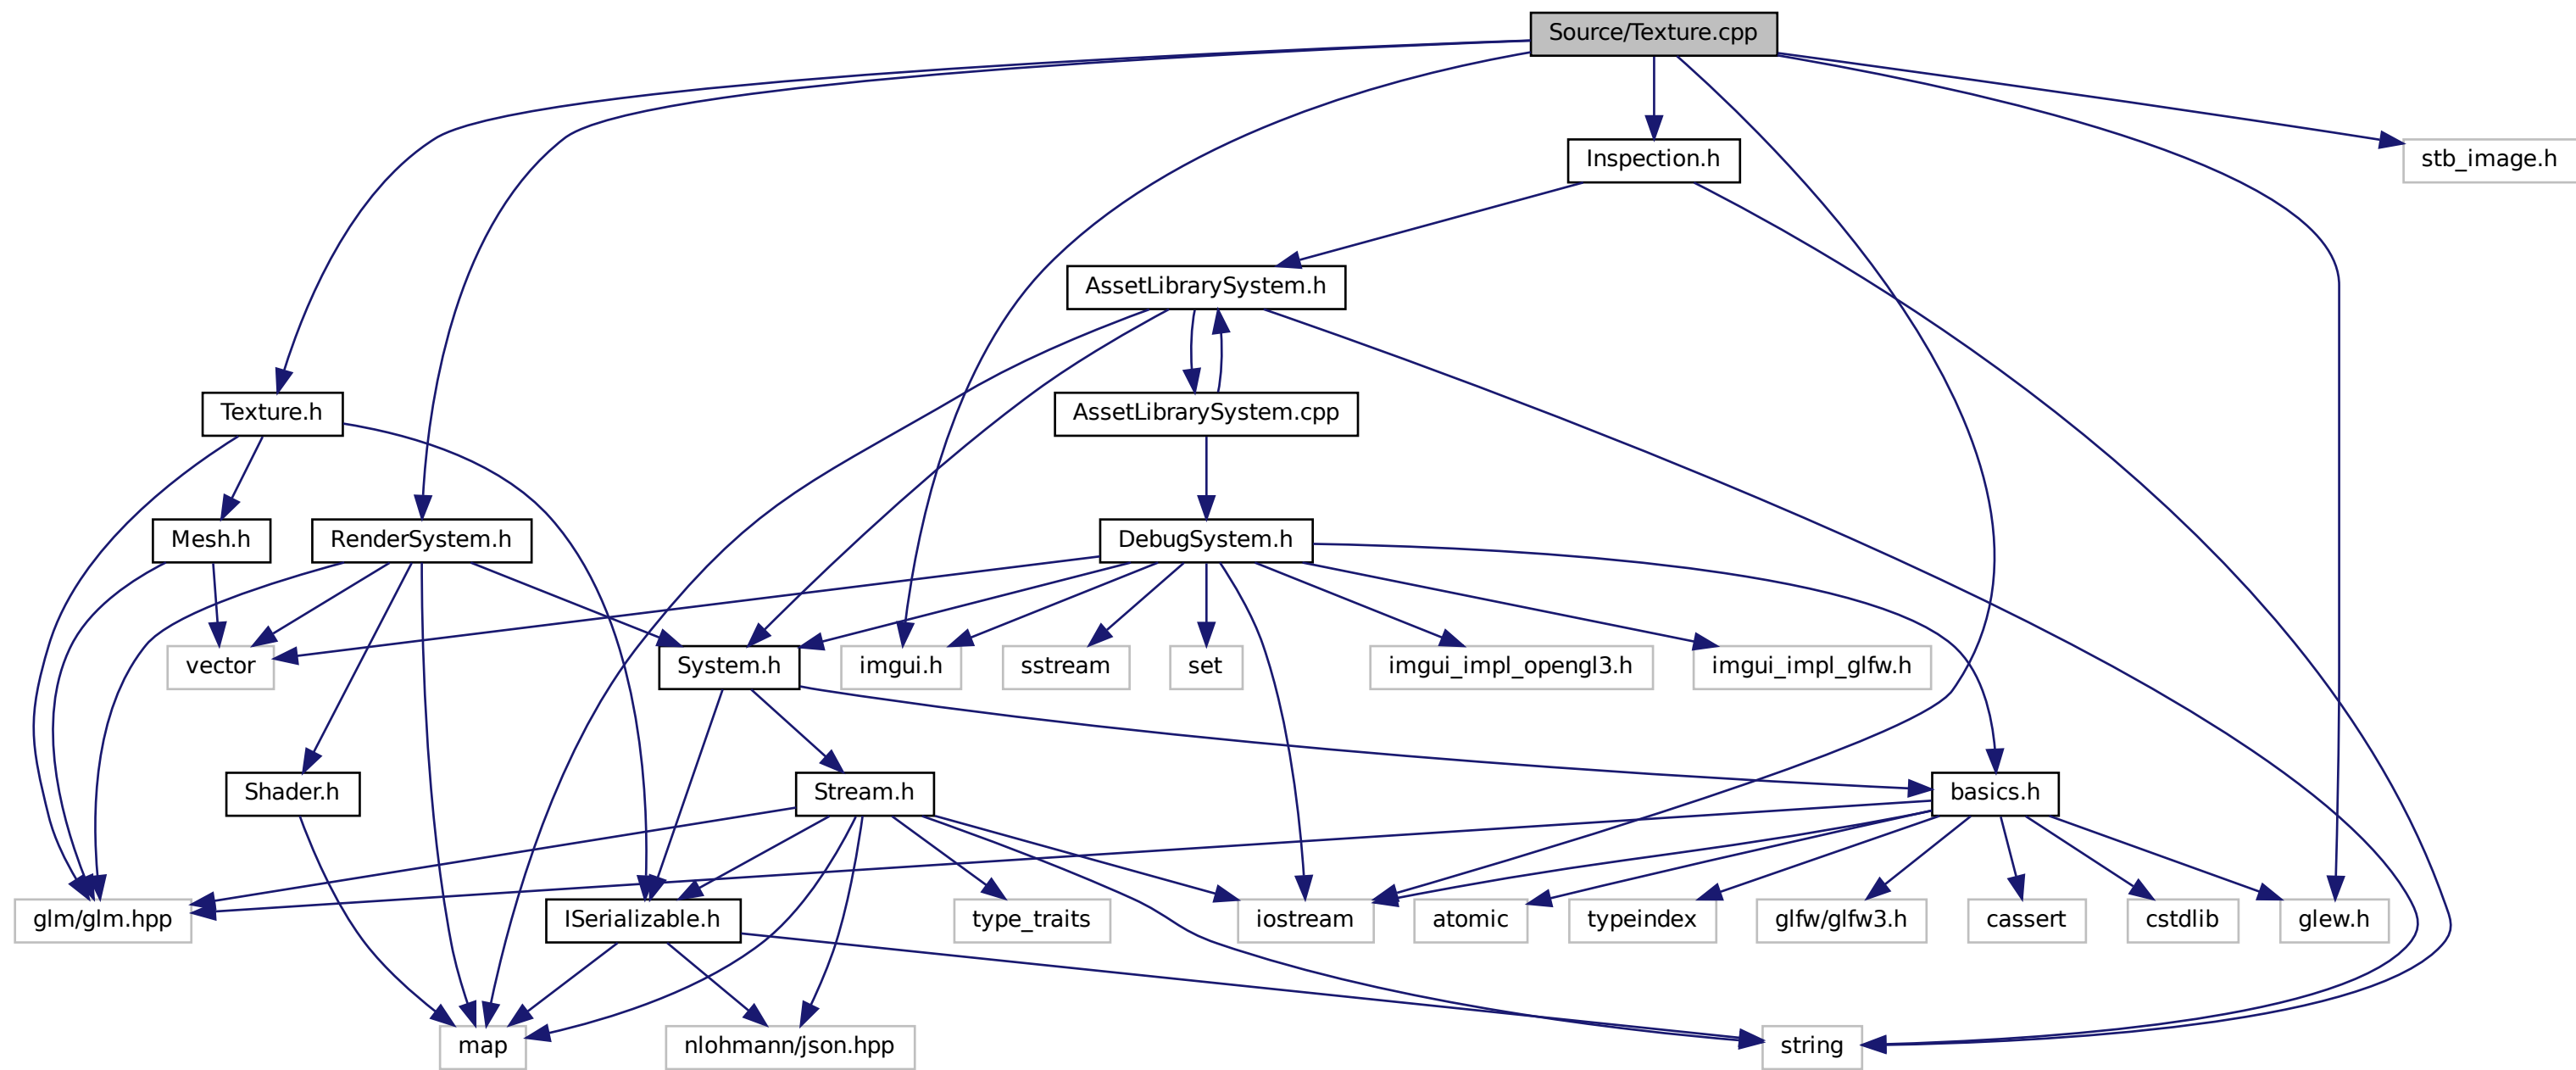 Source/Texture.cpp
Inspection.h
stb_image.h
AssetLibrarySystem.h
Texture.h
AssetLibrarySystem.cpp
Mesh.h
RenderSystem.h
DebugSystem.h
vector
System.h
imgui.h
sstream
set
imgui_impl_opengl3.h
imgui_impl_glfw.h
Shader.h
Stream.h
basics.h
glm/glm.hpp
ISerializable.h
type_traits
iostream
atomic
typeindex
glfw/glfw3.h
cassert
cstdlib
glew.h
map
nlohmann/json.hpp
string